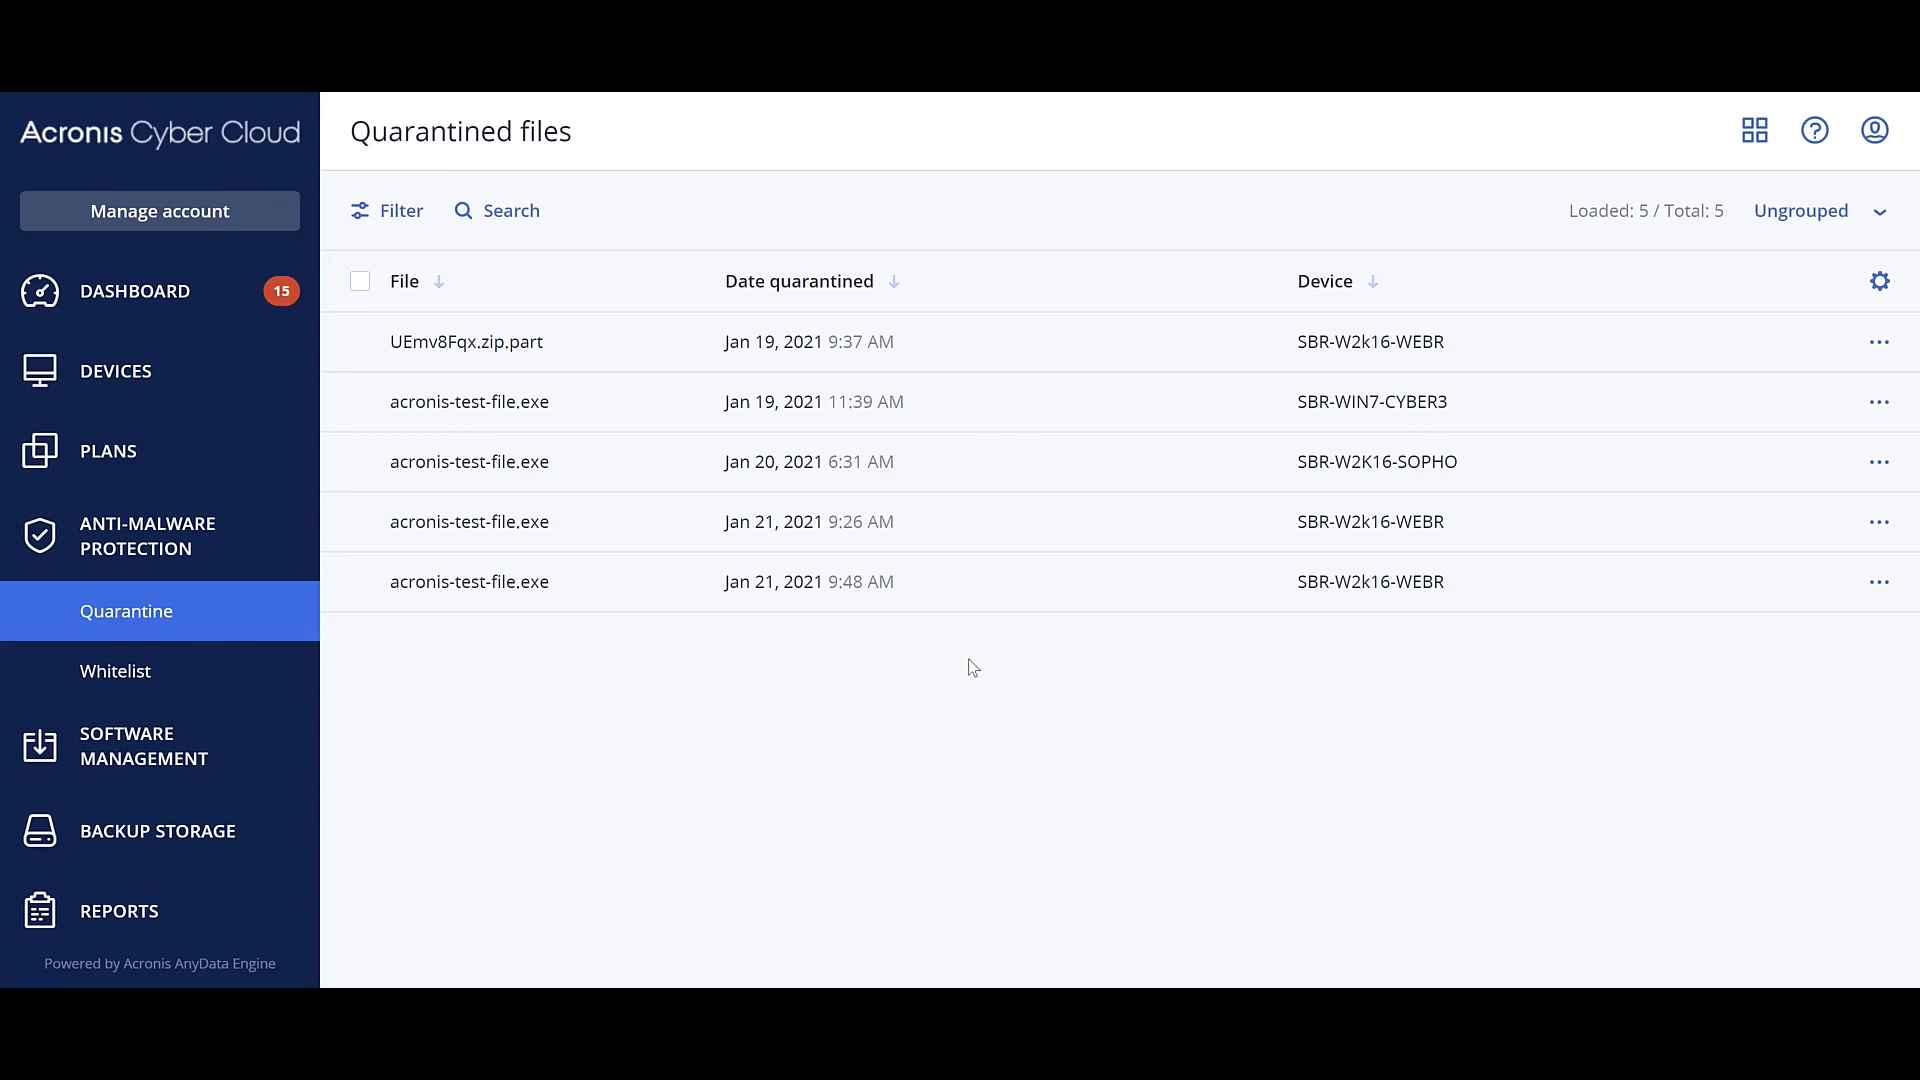 Acronis Cyber Cloud
Manage account
DASHBOARD 15
DEVICES
PLANS
ANTI-MALWARE
PROTECTION
Quarantine
Whitelist
SOFTWARE
MANAGEMENT
BACKUP STORAGE
REPORTS
Powered by Acronis AnyData Engine
Quarantined files
Filter Search Loaded: 5 / Total: 5 Ungrouped
File Date quarantined Device
UEmv8Fqx.zip.part Jan 19, 2021 9:37 AM SBR-W2k16-WEBR
acronis-test-file.exe Jan 19, 2021 11:39 AM SBR-WIN7-CYBER3
acronis-test-file.exe Jan 20, 2021 6:31 AM SBR-W2K16-SOPHO
acronis-test-file.exe Jan 21, 2021 9:26 AM SBR-W2k16-WEBR
acronis-test-file.exe Jan 21, 2021 9:48 AM SBR-W2k16-WEBR